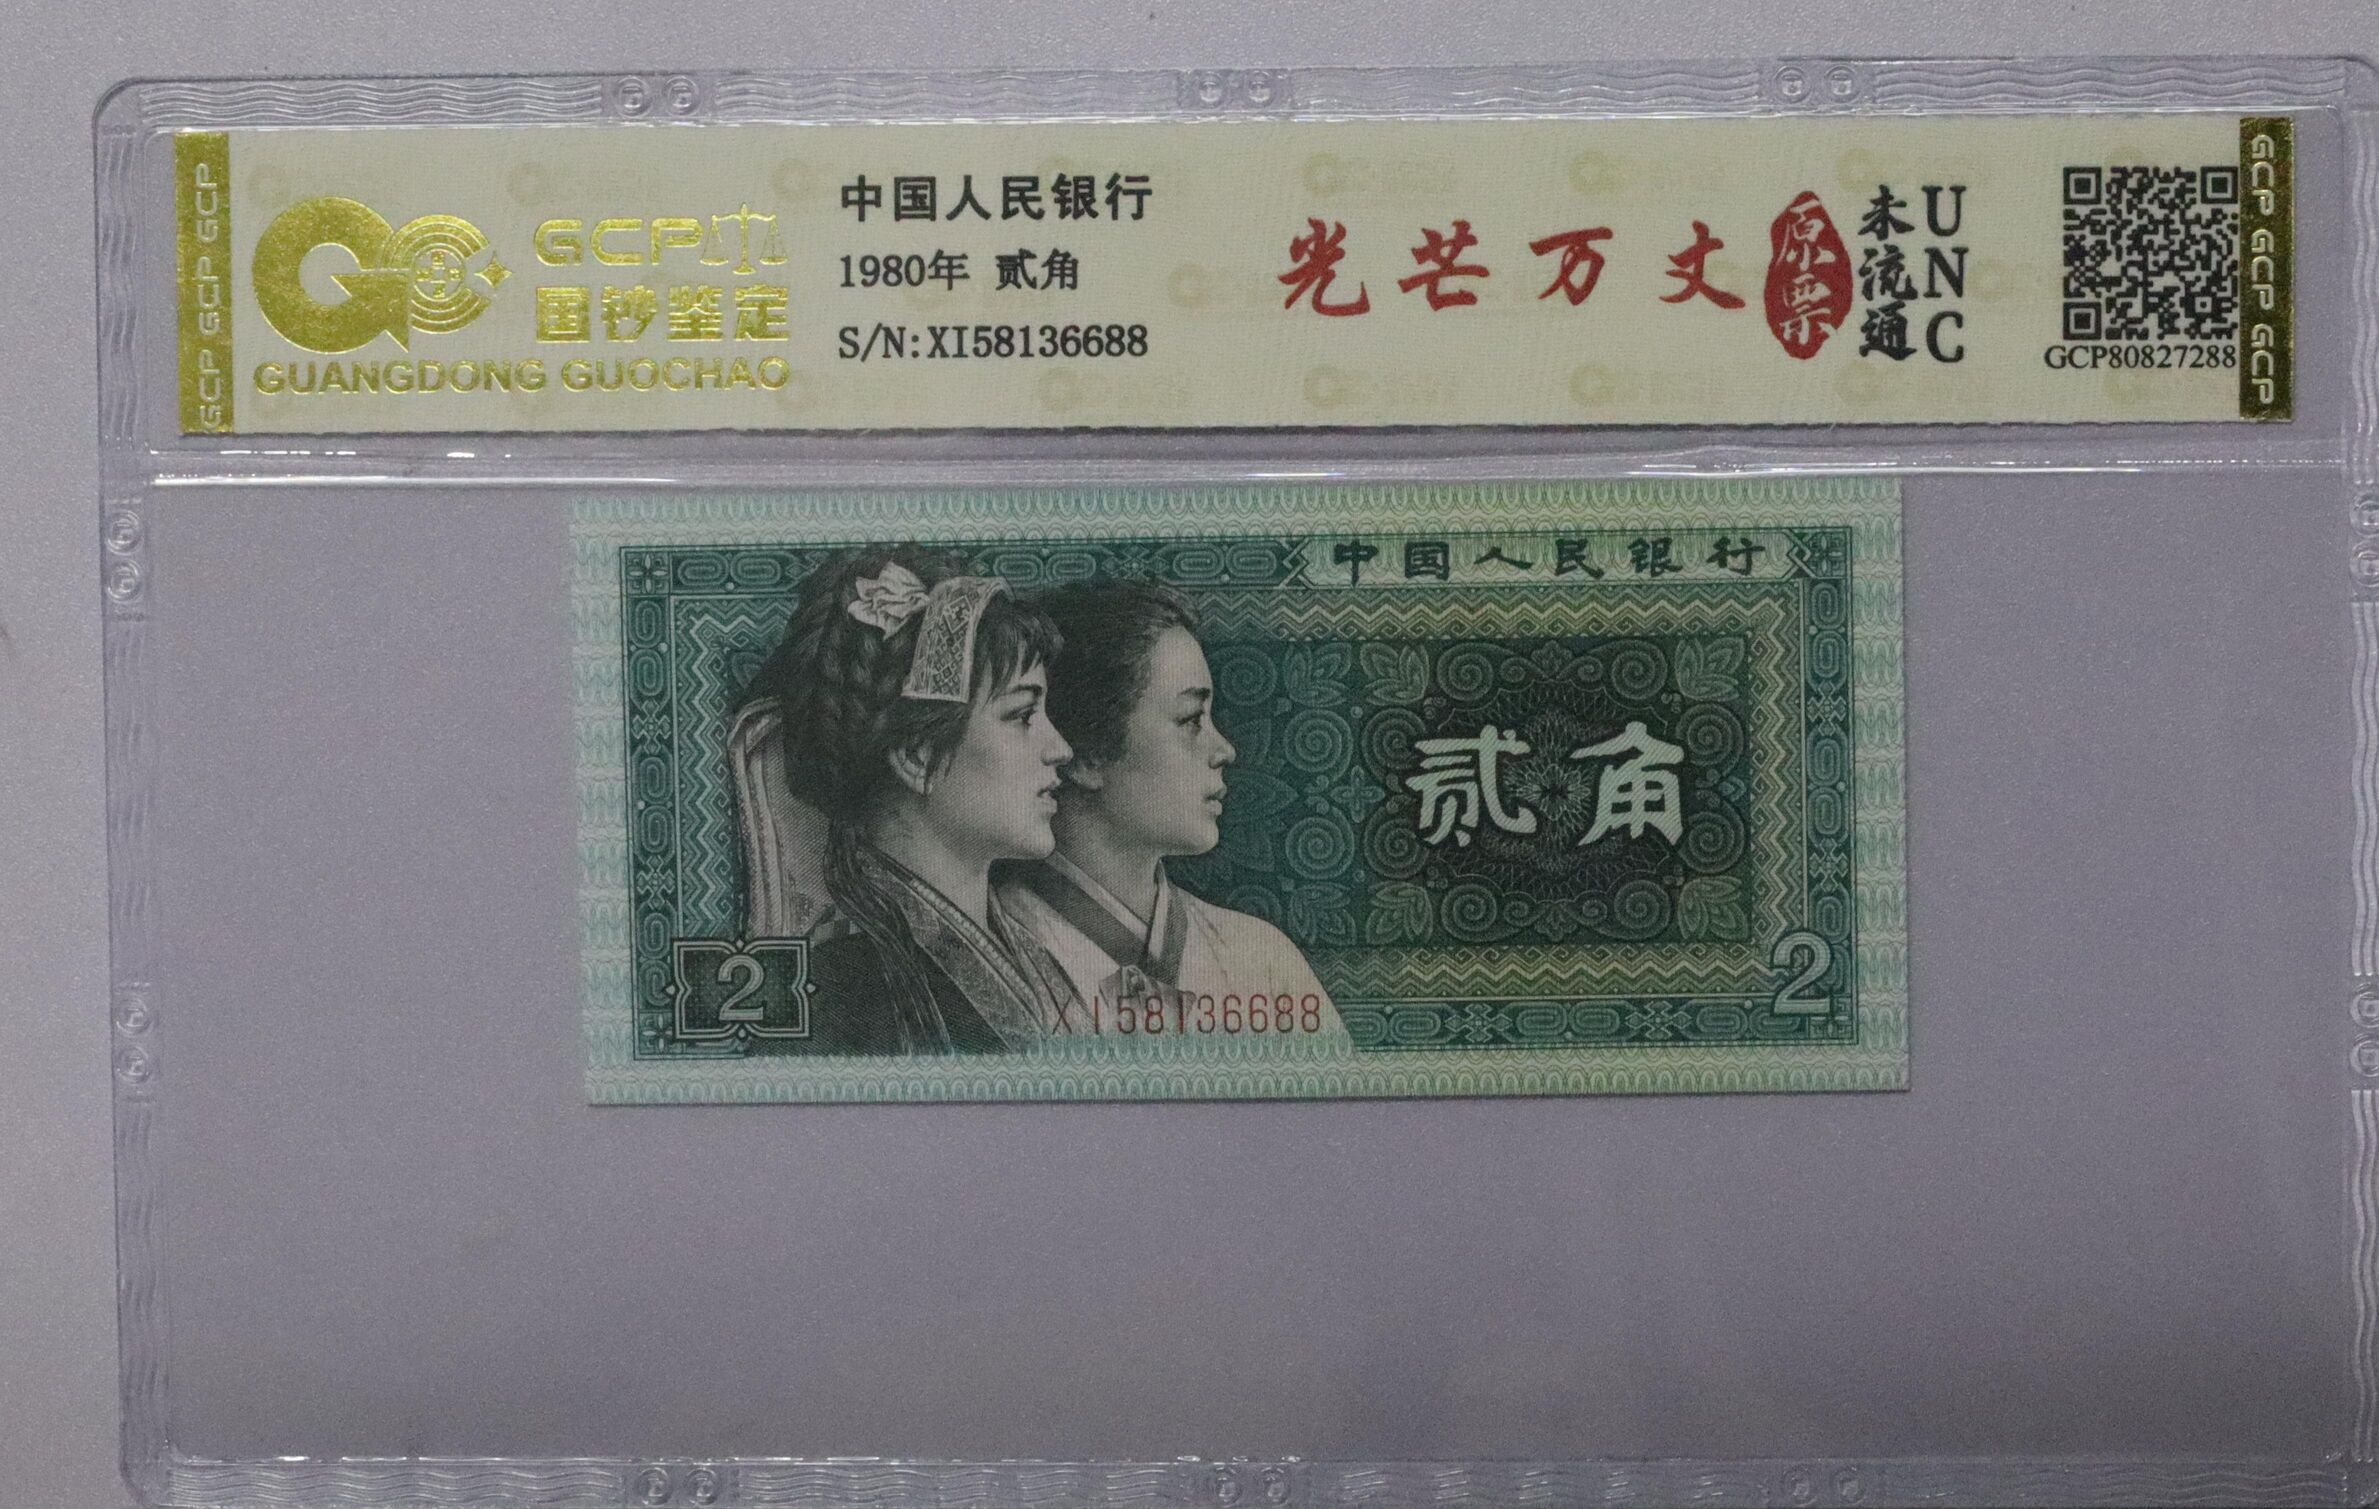 GCP GCP GCP
GCP
国钞鉴定
GUANGDONG GUOCHAO
中国人民银行
1980年 贰角
S/N:XI58136688
光芒万丈
原票
未流通
UNC
GCP80827288
GCP GCP GCP
中国人民银行
贰角
2
2
XI58136688